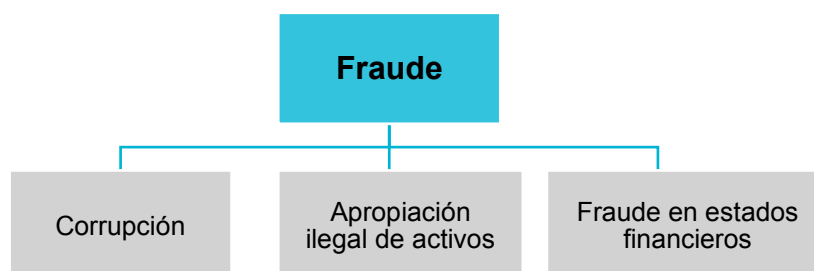 Fraude
Corrupción
Apropiación
ilegal de activos
Fraude en estados
financieros